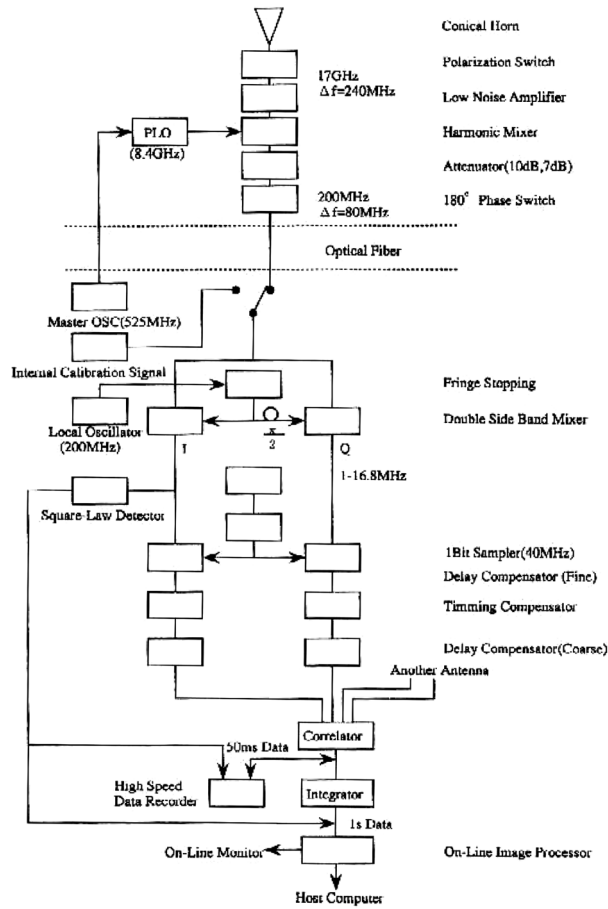 Conical Horn
Polarization Switch
17GHz
Δf=240MHz
Low Noise Amplifier
PLO
(8.4GHz)
Harmonic Mixer
Attenuator(10dB,7dB)
200MHz
Δf=80MHz
180° Phase Switch
Optical Fiber
Master OSC(525MHz)
Internal Calibration Signal
Fringe Stopping
Local Oscillator
(200MHz)
π
2
Double Side Band Mixer
I
Q
1-16.8MHz
Square-Law Detector
1Bit Sampler(40MHz)
Delay Compensator (Fine)
Timming Compensator
Delay Compensator(Coarse)
Another Antenna
Correlator
50ms Data
High Speed
Data Recorder
Integrator
1s Data
On-Line Monitor
On-Line Image Processor
Host Computer